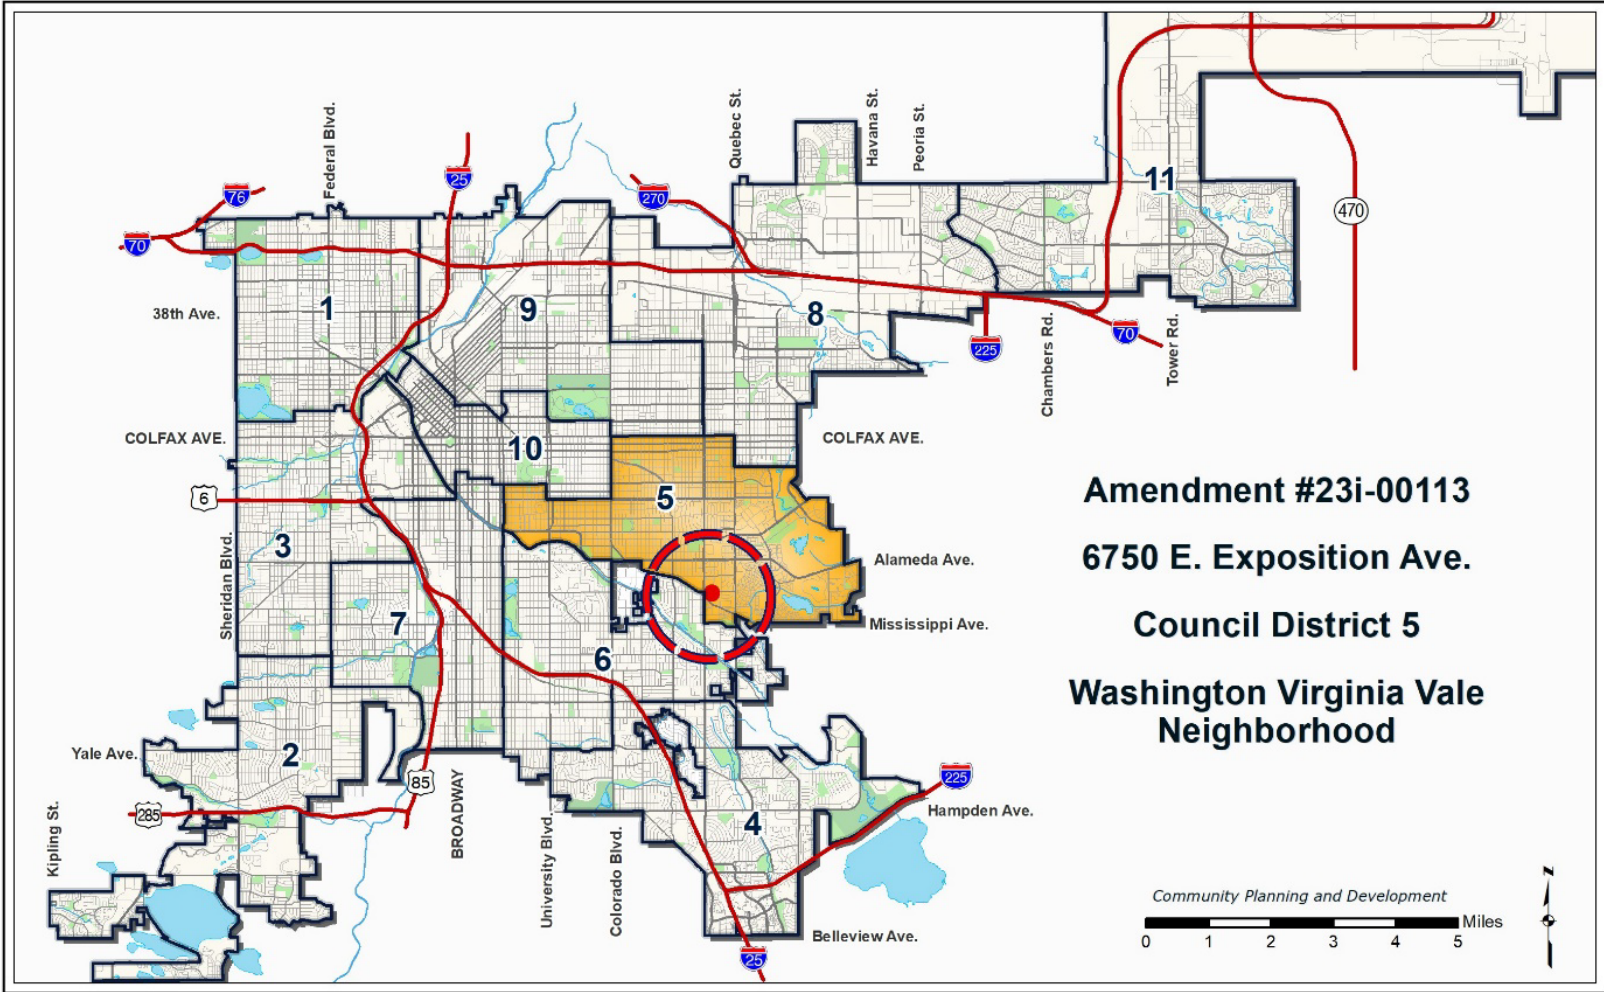 Federal Blvd.
Quebec St.
Havana St.
Peoria St.
76
25
270
70
11
470
38th Ave.
1
9
8
225
70
Chambers Rd.
Tower Rd.
COLFAX AVE.
10
COLFAX AVE.
6
5
Amendment #23i-00113
6750 E. Exposition Ave.
Council District 5
Washington Virginia Vale
Neighborhood
Sheridan Blvd.
3
Alameda Ave.
7
Mississippi Ave.
6
Yale Ave.
2
85
225
Kipling St.
285
BROADWAY
University Blvd.
Colorado Blvd.
4
Hampden Ave.
Belleview Ave.
25
Community Planning and Development
Miles
0 1 2 3 4 5
N